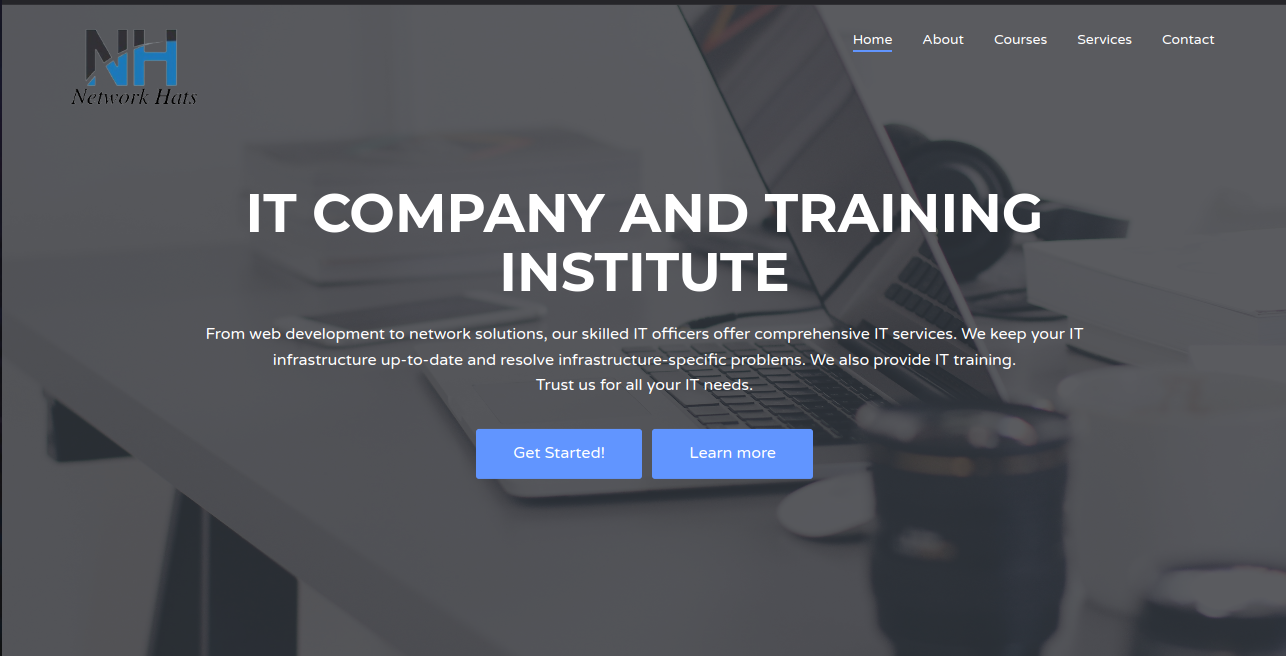 NH
Network Hats
Home About Courses Services Contact
IT COMPANY AND TRAINING
INSTITUTE
From web development to network solutions, our skilled IT officers offer comprehensive IT services. We keep your IT
infrastructure up-to-date and resolve infrastructure-specific problems. We also provide IT training.
Trust us for all your IT needs.
Get Started! Learn more